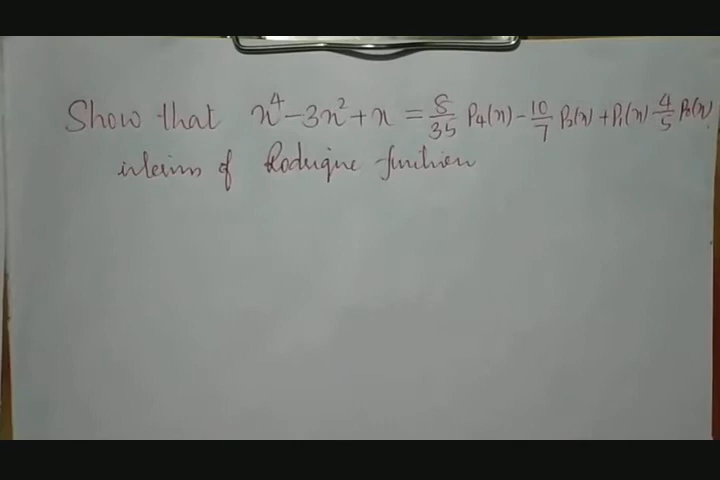 Show that x⁴ - 3x² + x = 8/35 P₄(x) - 10/7 P₂(x) + P₁(x) - 4/5 P₀(x)
interms of Rodrigue function